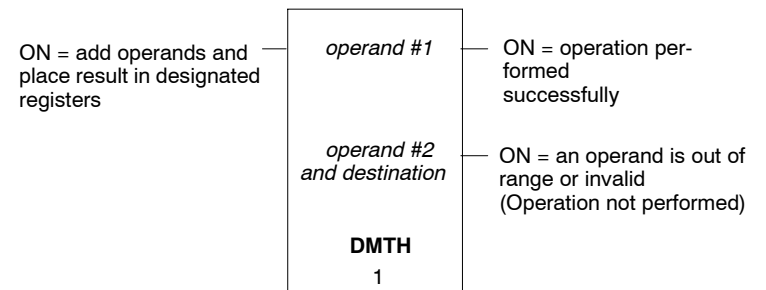 ON = add operands and
place result in designated
registers
operand #1
ON = operation per-
formed
successfully
operand #2
and destination
ON = an operand is out of
range or invalid
(Operation not performed)
DMTH
1